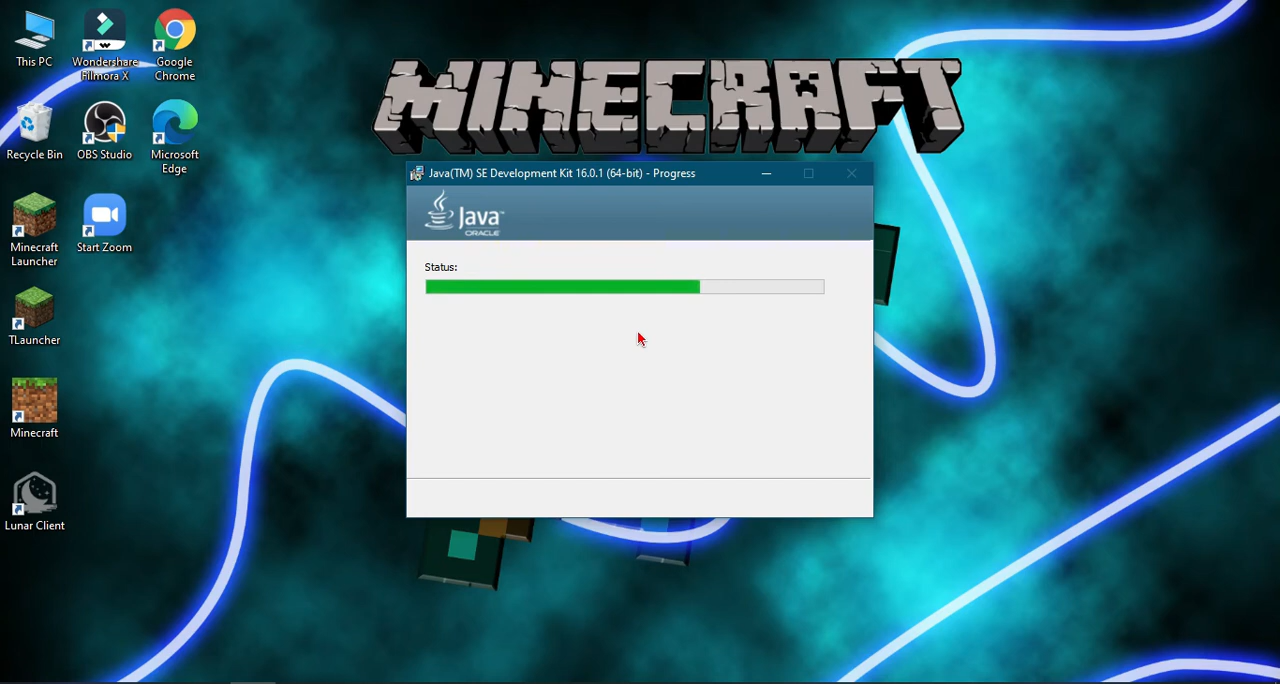 This PC
Wondershare
Filmora X
Google
Chrome
Recycle Bin
OBS Studio
Microsoft
Edge
Minecraft
Launcher
Start Zoom
TLauncher
Minecraft
Lunar Client
MINECRAFT
Java(TM) SE Development Kit 16.0.1 (64-bit) - Progress
Java™
ORACLE
Status: